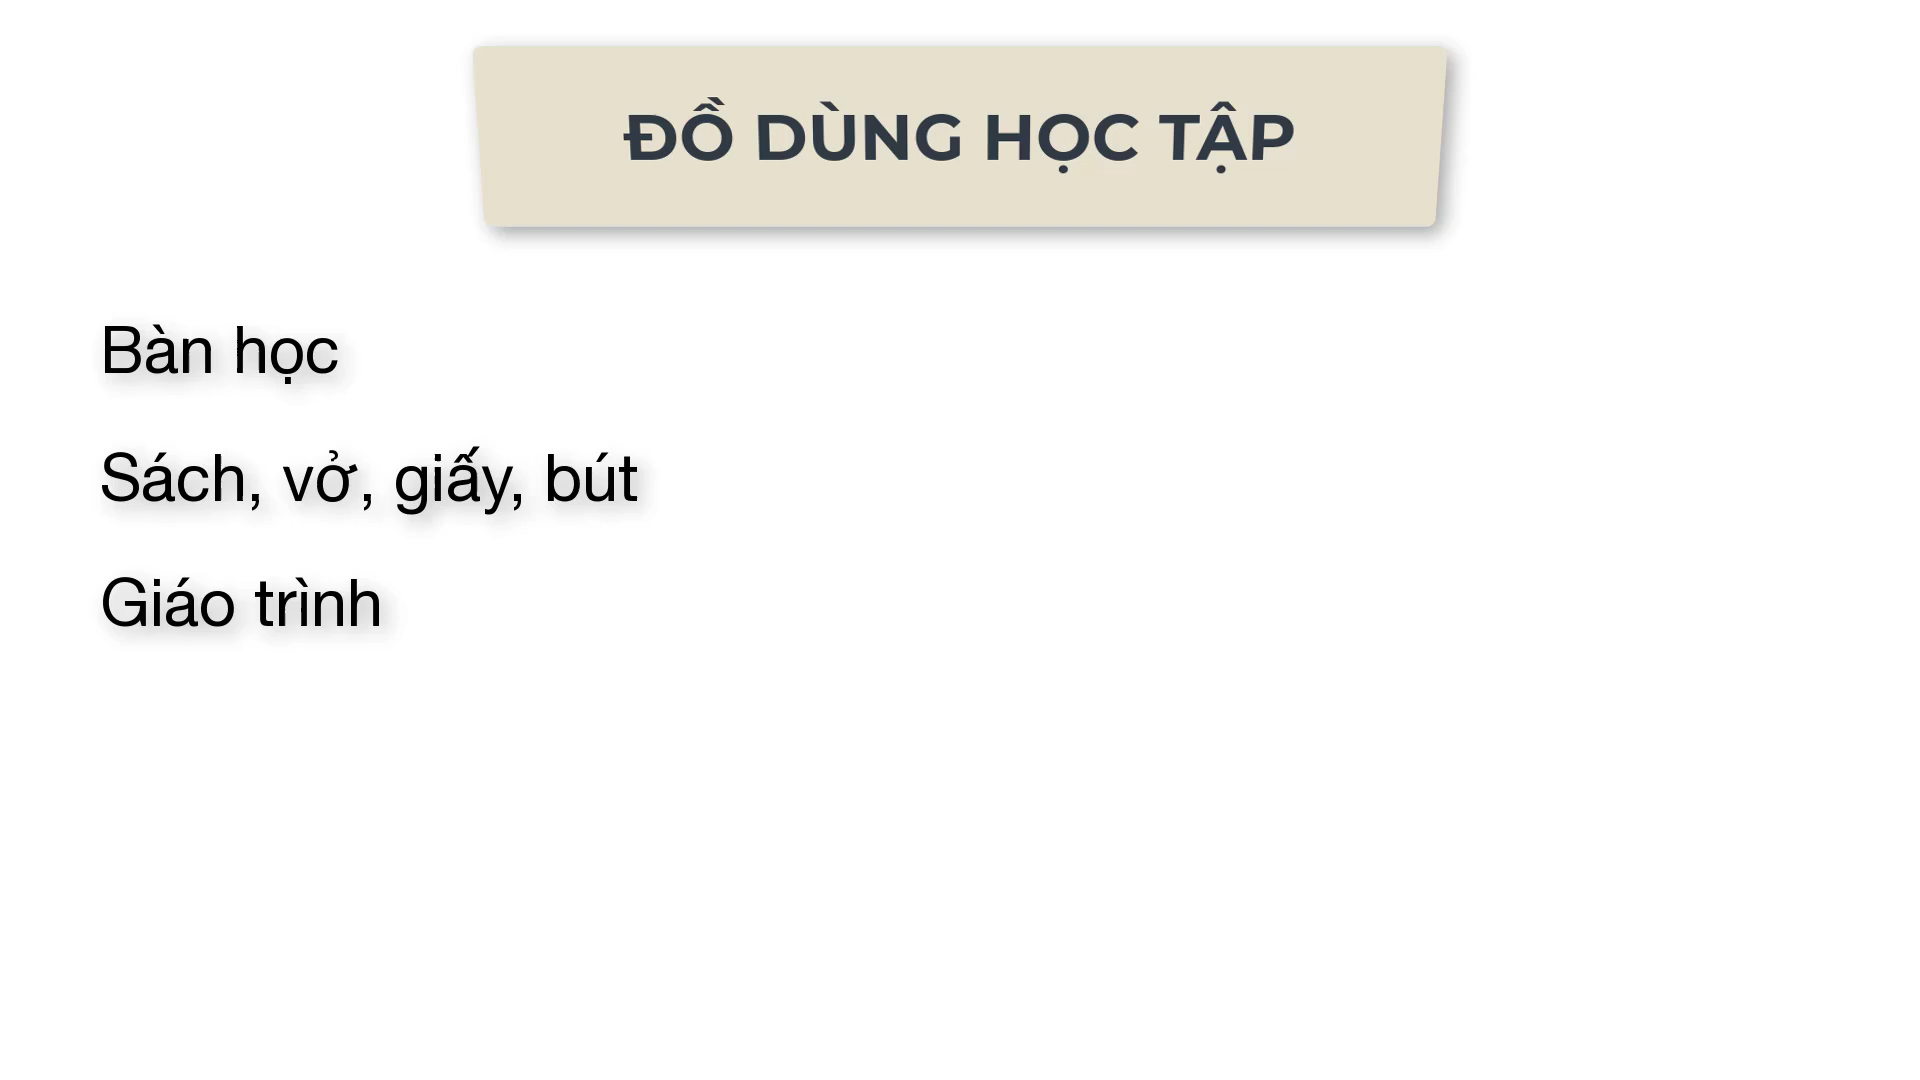 ĐỒ DÙNG HỌC TẬP
Bàn học
Sách, vở, giấy, bút
Giáo trình